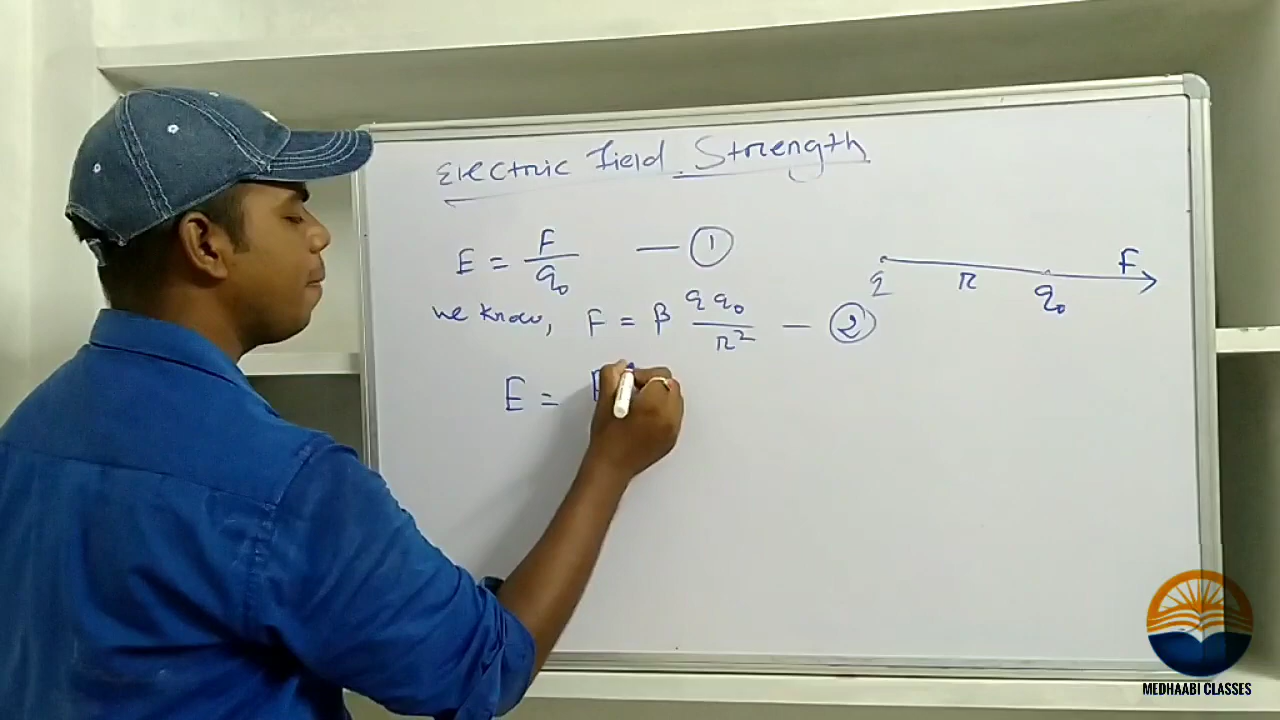 Electric Field Strength
E = F/q₀ — ①
we know, F = β q q₀/r² — ②
E =
q r q₀ F
MEDHAABI CLASSES